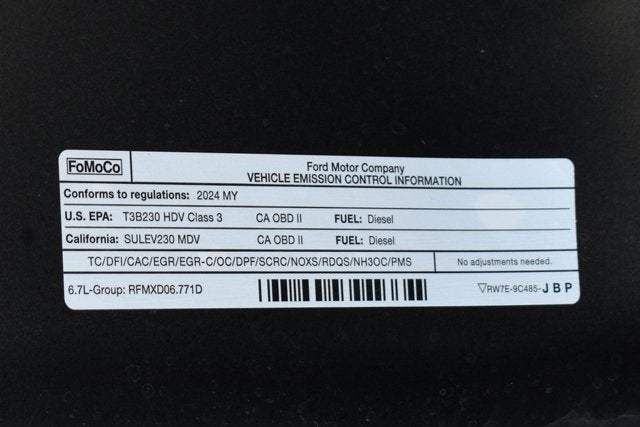 FoMoCo
Ford Motor Company
VEHICLE EMISSION CONTROL INFORMATION
Conforms to regulations: 2024 MY
U.S. EPA: T3B230 HDV Class 3 CA OBD II FUEL: Diesel
California: SULEV230 MDV CA OBD II FUEL: Diesel
TC/DFI/CAC/EGR/EGR-C/OC/DPF/SCRC/NOXS/RDQS/NH3OC/PMS No adjustments needed.
6.7L-Group: RFMXD06.771D ▽RW7E-9C485-JBP